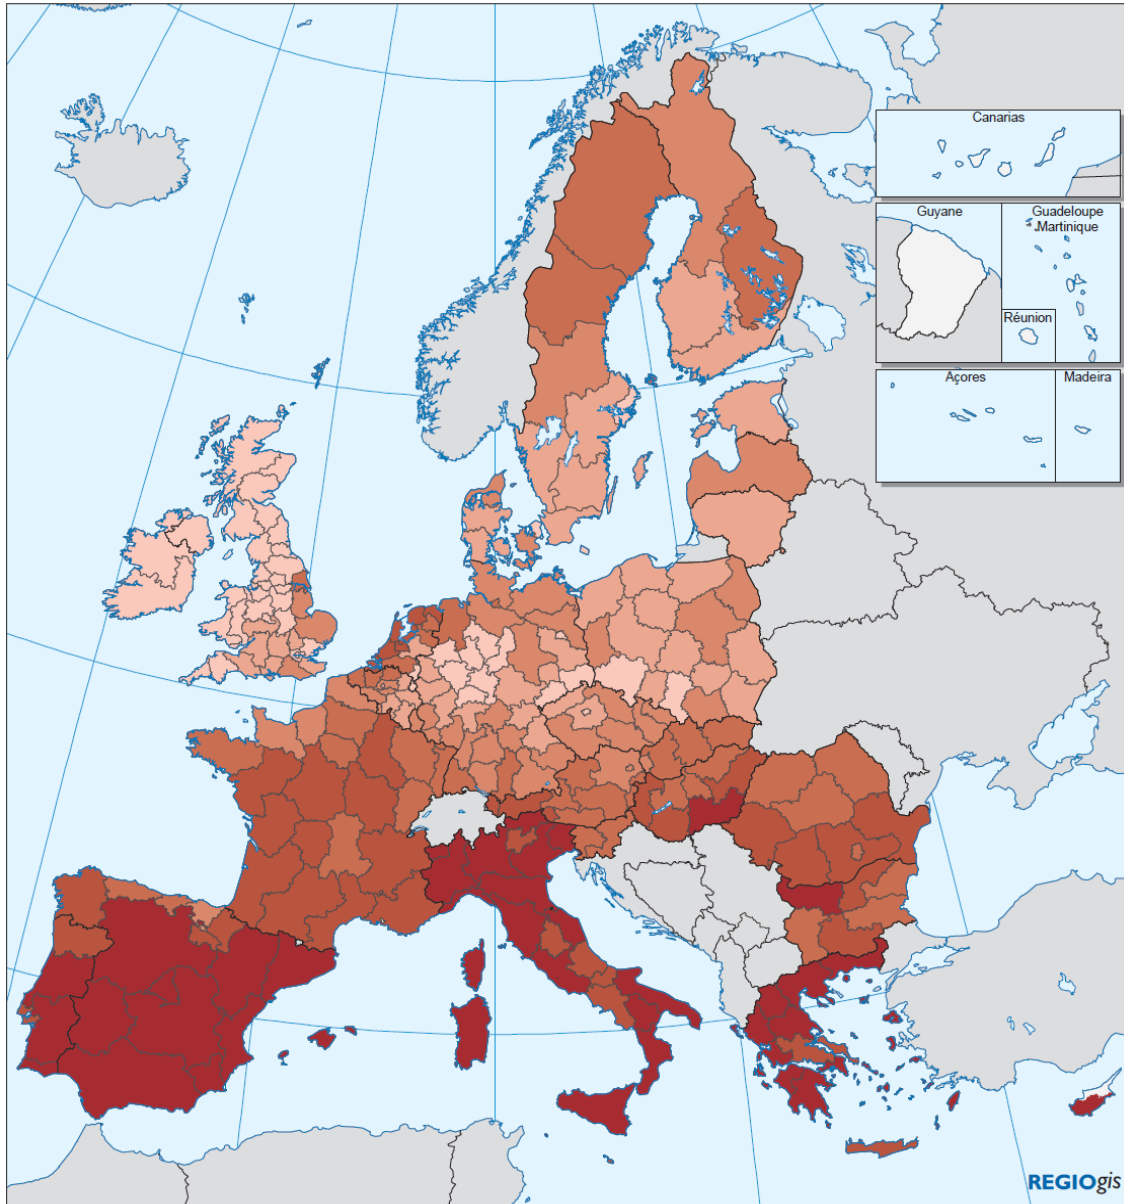 Canarias
Guyane
Guadeloupe
Martinique
Réunion
Açores
Madeira
REGIOgis